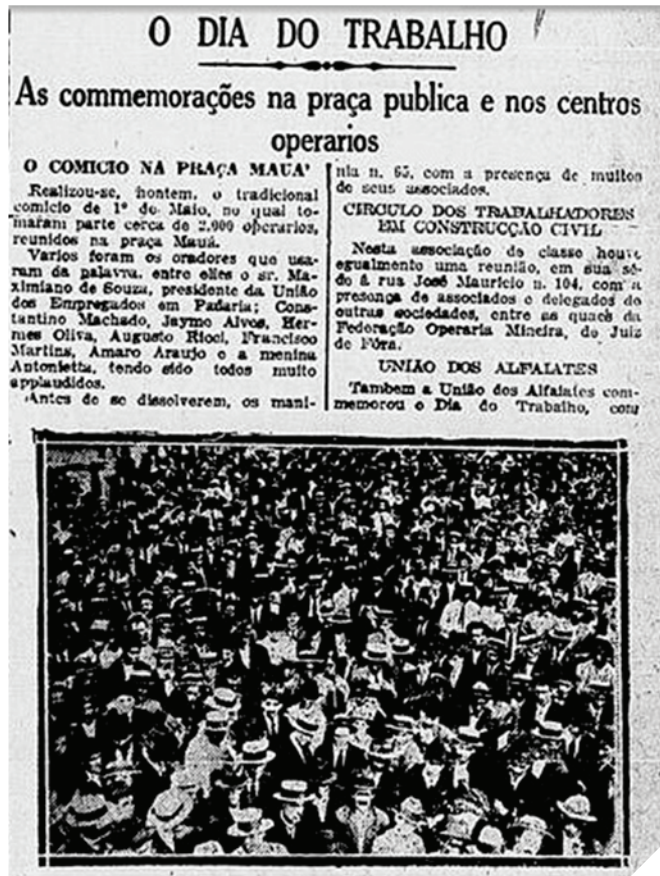 O DIA DO TRABALHO
As commemorações na praça publica e nos centros
operarios
O COMICIO NA PRAÇA MAUA'
Realizou-se, hontem, o tradicional
comicio de 1º de Maio, no qual to-
maram parte cerca de 2.000 operarios,
reunidos na praça Mauá.
Varios foram os oradores que usa-
ram da palavra, entre elles o sr. Ma-
ximiano de Souza, presidente da União
dos Empregados em Padaria; Cons-
tantino Machado, Jaymo Alvos, Her-
mes Oliva, Augusto Ricci, Francisco
Martins, Amaro Araujo e a menina
Antonietta, tendo sido todos muito
applaudidos.
Antes de se dissolverem, os mani-
nia n. 65, com a presença de muitos
de seus associados.
CIRCULO DOS TRABALHADORES
EM CONSTRUCÇÃO CIVIL
Nesta associação de classe houve
egualmente uma reunião, em sua sé-
de á rua José Mauricio n. 104, com a
presença de associados e delegados de
outras sociedades, entre as quaes da
Federação Operaria Mineira, de Juiz
de Fóra.
UNIÃO DOS ALFAIATES
Tambem a União dos Alfaiates com-
memorou o Dia do Trabalho, com